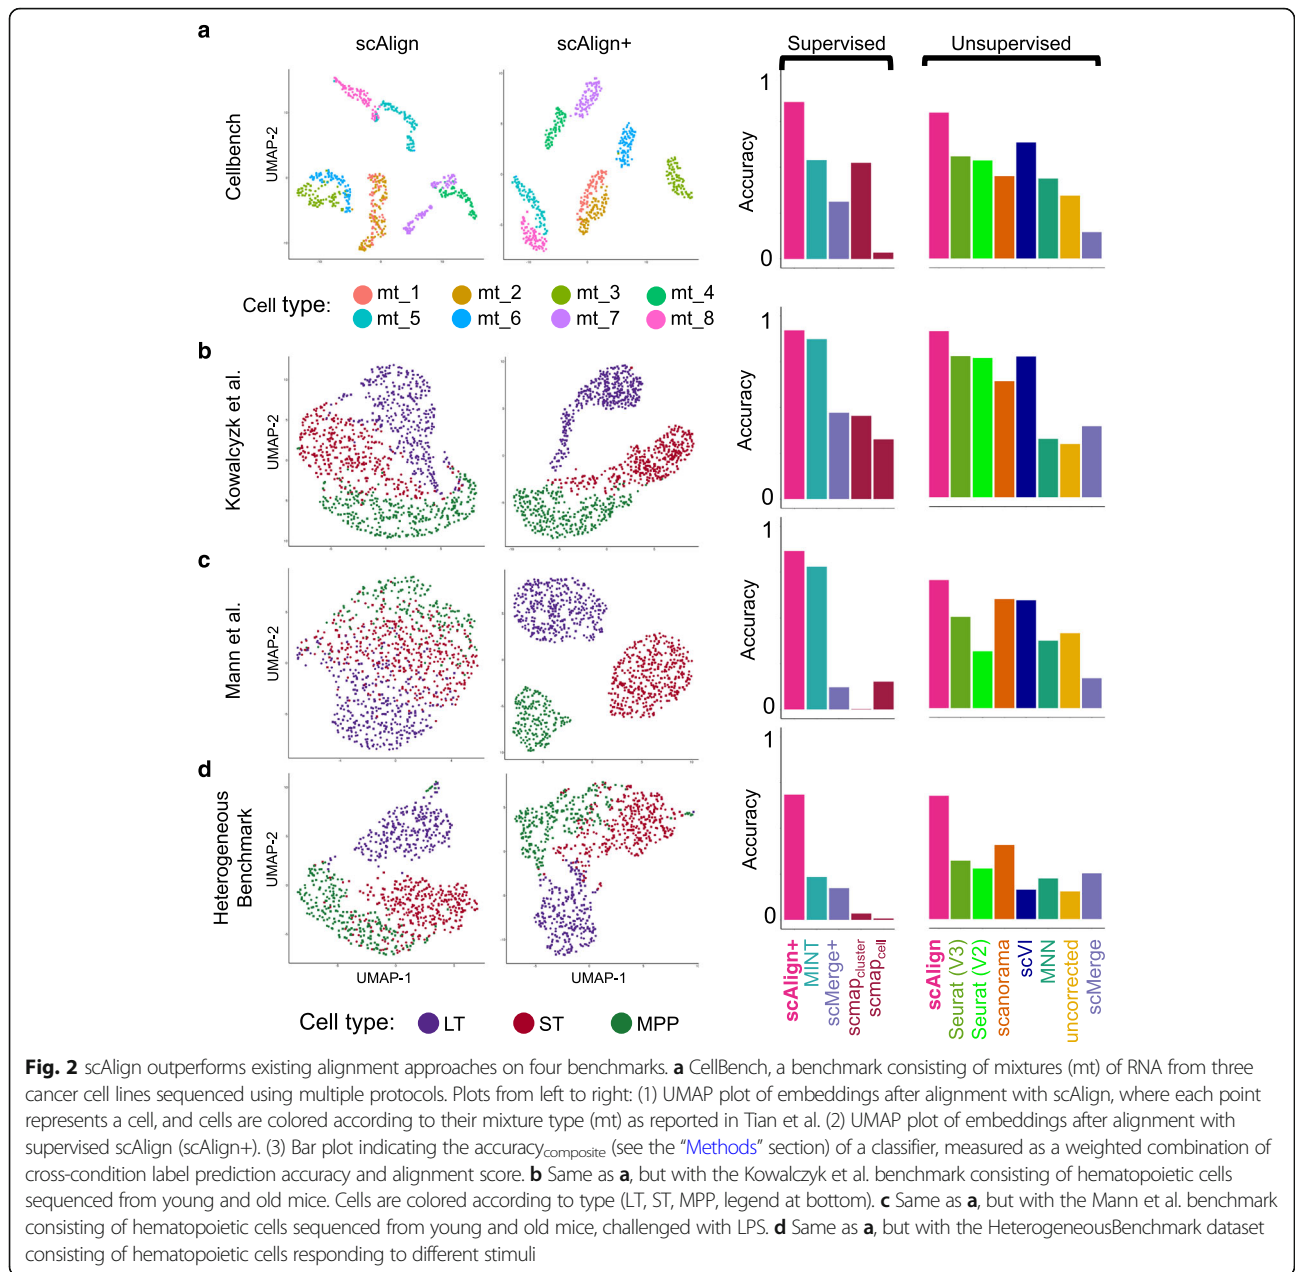 a
scAlign
scAlign+
Supervised
Unsupervised
Cellbench
UMAP-2
Accuracy
1
0
Cell type:
mt_1
mt_2
mt_3
mt_4
mt_5
mt_6
mt_7
mt_8
b
Kowalcyzk et al.
UMAP-2
Accuracy
1
0
c
Mann et al.
UMAP-2
Accuracy
1
0
d
Heterogeneous
Benchmark
UMAP-2
UMAP-1
UMAP-1
Accuracy
1
0
scAlign+
MINT
scMerge+
scmapcluster
scmapcell
scAlign
Seurat (V3)
Seurat (V2)
scanorama
scVI
MNN
uncorrected
scMerge
Cell type:
LT
ST
MPP
Fig. 2 scAlign outperforms existing alignment approaches on four benchmarks. a CellBench, a benchmark consisting of mixtures (mt) of RNA from three
cancer cell lines sequenced using multiple protocols. Plots from left to right: (1) UMAP plot of embeddings after alignment with scAlign, where each point
represents a cell, and cells are colored according to their mixture type (mt) as reported in Tian et al. (2) UMAP plot of embeddings after alignment with
supervised scAlign (scAlign+). (3) Bar plot indicating the accuracycomposite (see the “Methods” section) of a classifier, measured as a weighted combination of
cross-condition label prediction accuracy and alignment score. b Same as a, but with the Kowalczyk et al. benchmark consisting of hematopoietic cells
sequenced from young and old mice. Cells are colored according to type (LT, ST, MPP, legend at bottom). c Same as a, but with the Mann et al. benchmark
consisting of hematopoietic cells sequenced from young and old mice, challenged with LPS. d Same as a, but with the HeterogeneousBenchmark dataset
consisting of hematopoietic cells responding to different stimuli